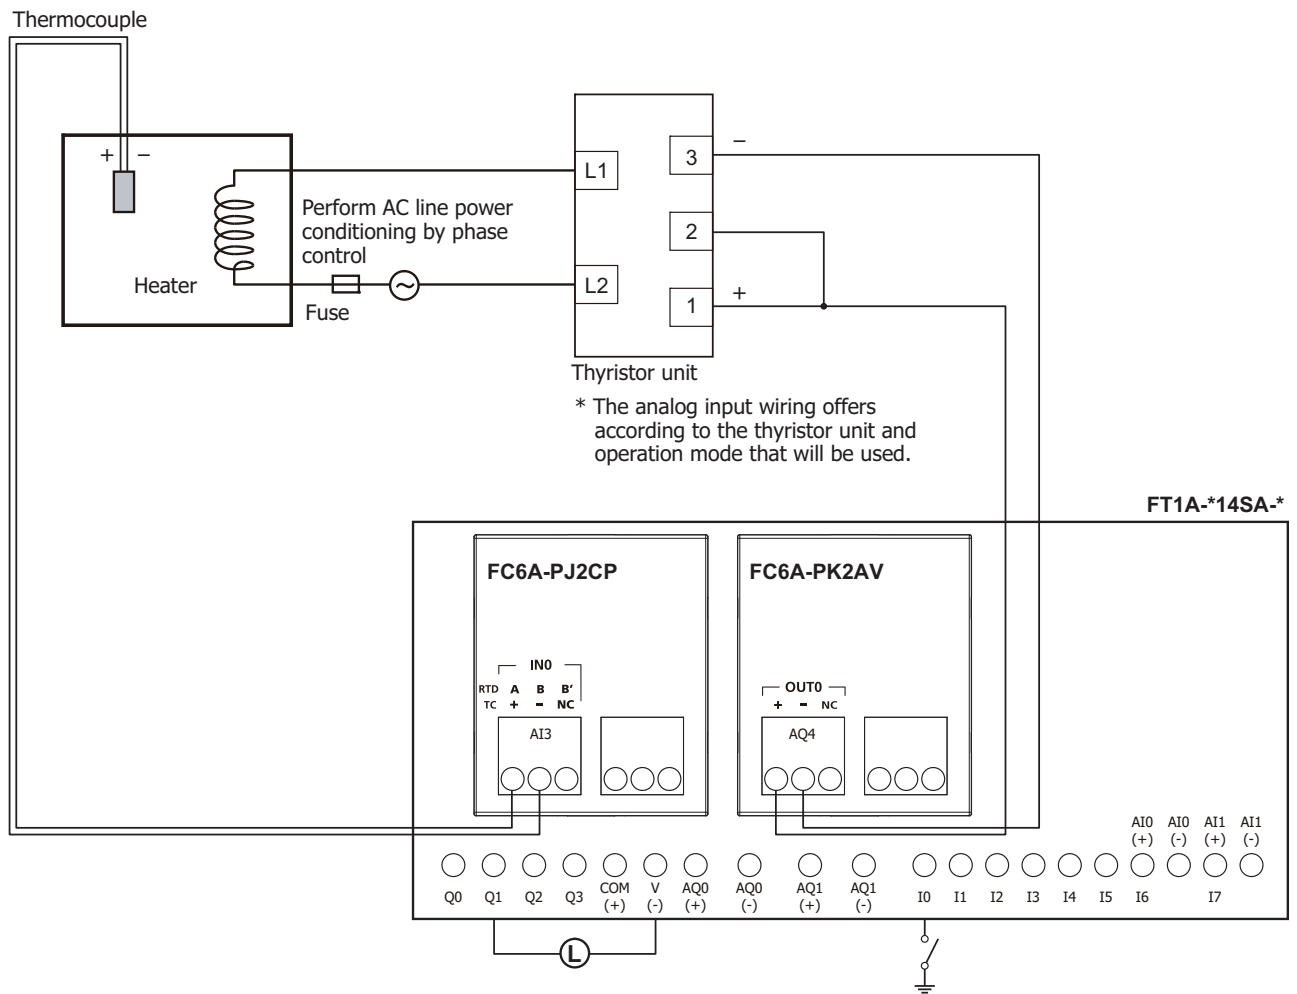 Thermocouple
+ −
Heater
Perform AC line power
conditioning by phase
control
Fuse
L1
L2
3
2
1
−
+
Thyristor unit
* The analog input wiring offers
according to the thyristor unit and
operation mode that will be used.
FT1A-*14SA-*
FC6A-PJ2CP
IN0
RTD A B B'
TC + − NC
AI3
FC6A-PK2AV
OUT0
+ − NC
AQ4
AI0 AI0 AI1 AI1
(+) (-) (+) (-)
Q0 Q1 Q2 Q3 COM V AQ0 AQ0 AQ1 AQ1 I0 I1 I2 I3 I4 I5 I6 I7
(+) (-) (+) (-) (+) (-)
L